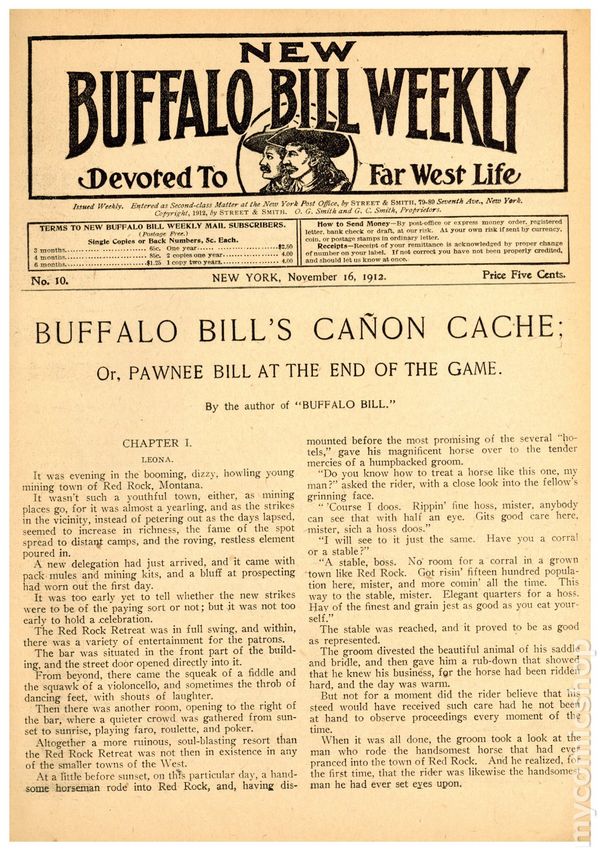 NEW
BUFFALO BILL WEEKLY
Devoted To Far West Life
Issued Weekly. Entered as Second-class Matter at the New York Post Office, by STREET & SMITH, 79-89 Seventh Ave., New York.
Copyright, 1912, by STREET & SMITH. O. G. Smith and G. C. Smith, Proprietors.
TERMS TO NEW BUFFALO BILL WEEKLY MAIL SUBSCRIBERS.
(Postage Free.)
Single Copies or Back Numbers, 5c. Each.
3 months.................... 65c. One year....................$2.50
4 months.................... 85c. 2 copies one year.......... 4.00
6 months....................$1.25 1 copy two years........... 4.00
How to Send Money—By post-office or express money order, registered
letter, bank check or draft, at our risk. At your own risk if sent by currency,
coin, or postage stamps in ordinary letter.
Receipts—Receipt of your remittance is acknowledged by proper change
of number on your label. If not correct you have not been properly credited,
and should let us know at once.
No. 10. NEW YORK, November 16, 1912. Price Five Cents.
BUFFALO BILL'S CAÑON CACHE;
Or, PAWNEE BILL AT THE END OF THE GAME.
By the author of "BUFFALO BILL."
CHAPTER I.
LEONA.
It was evening in the booming, dizzy, howling young
mining town of Red Rock, Montana.
It wasn't such a youthful town, either, as mining
places go, for it was almost a yearling, and as the strikes
in the vicinity, instead of petering out as the days lapsed,
seemed to increase in richness, the fame of the spot
spread to distant camps, and the roving, restless element
poured in.
A new delegation had just arrived, and it came with
pack mules and mining kits, and a bluff at prospecting
had worn out the first day.
It was too early yet to tell whether the new strikes
were to be of the paying sort or not; but it was not too
early to hold a celebration.
The Red Rock Retreat was in full swing, and within,
there was a variety of entertainment for the patrons.
The bar was situated in the front part of the build-
ing, and the street door opened directly into it.
From beyond, there came the squeak of a fiddle and
the squawk of a violoncello, and sometimes the throb of
dancing feet, with shouts of laughter.
Then there was another room, opening to the right of
the bar, where a quieter crowd was gathered from sun-
set to sunrise, playing faro, roulette, and poker.
Altogether a more ruinous, soul-blasting resort than
the Red Rock Retreat was not then in existence in any
of the smaller towns of the West.
At a little before sunset, on this particular day, a hand-
some horseman rode into Red Rock, and, having dis-
mounted before the most promising of the several "ho-
tels," gave his magnificent horse over to the tender
mercies of a humpbacked groom.
"Do you know how to treat a horse like this one, my
man?" asked the rider, with a close look into the fellow's
grinning face.
"'Course I doos. Rippin' fine hoss, mister, anybody
can see that with half an eye. Gits good care here,
mister, sich a hoss doos."
"I will see to it just the same. Have you a corral
or a stable?"
"A stable, boss. No room for a corral in a grown
town like Red Rock. Got risin' fifteen hundred popula-
tion here, mister, and more comin' all the time. This
way to the stable, mister. Elegant quarters for a hoss.
Hay of the finest and grain jest as good as you eat your-
self."
The stable was reached, and it proved to be as good
as represented.
The groom divested the beautiful animal of his saddle
and bridle, and then gave him a rub-down that showed
that he knew his business, for the horse had been ridden
hard, and the day was warm.
But not for a moment did the rider believe that his
steed would have received such care had he not been
at hand to observe proceedings every moment of the
time.
When it was all done, the groom took a look at the
man who rode the handsomest horse that had ever
pranced into the town of Red Rock. And he realized, for
the first time, that the rider was likewise the handsomest
man he had ever set eyes upon.
mycomicshop